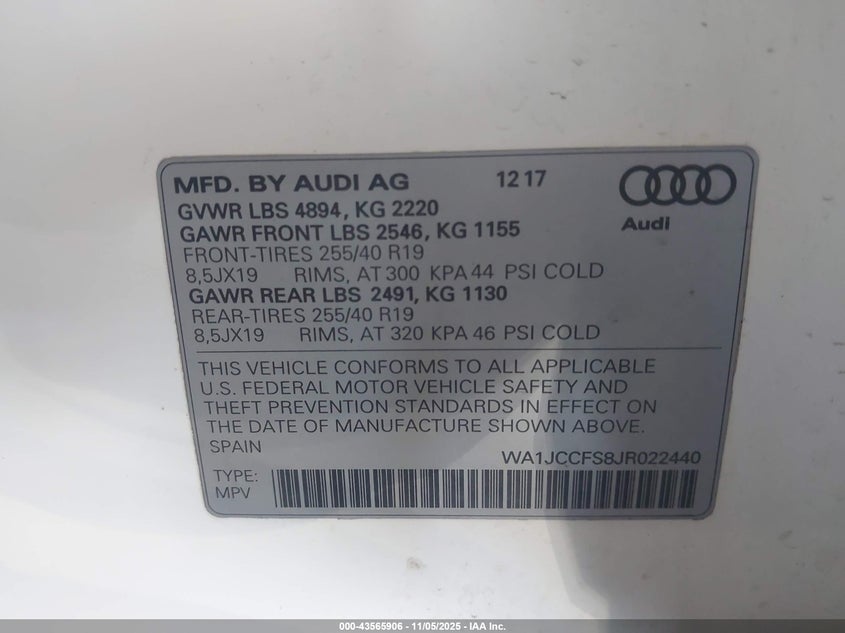 MFD. BY AUDI AG 12 17
Audi
GVWR LBS 4894, KG 2220
GAWR FRONT LBS 2546, KG 1155
FRONT-TIRES 255/40 R19
8,5JX19 RIMS, AT 300 KPA 44 PSI COLD
GAWR REAR LBS 2491, KG 1130
REAR-TIRES 255/40 R19
8,5JX19 RIMS, AT 320 KPA 46 PSI COLD
THIS VEHICLE CONFORMS TO ALL APPLICABLE
U.S. FEDERAL MOTOR VEHICLE SAFETY AND
THEFT PREVENTION STANDARDS IN EFFECT ON
THE DATE OF MANUFACTURE SHOWN ABOVE.
SPAIN
WA1JCCFS8JR022440
TYPE:
MPV
000-43565906 - 11/05/2025 - IAA Inc.